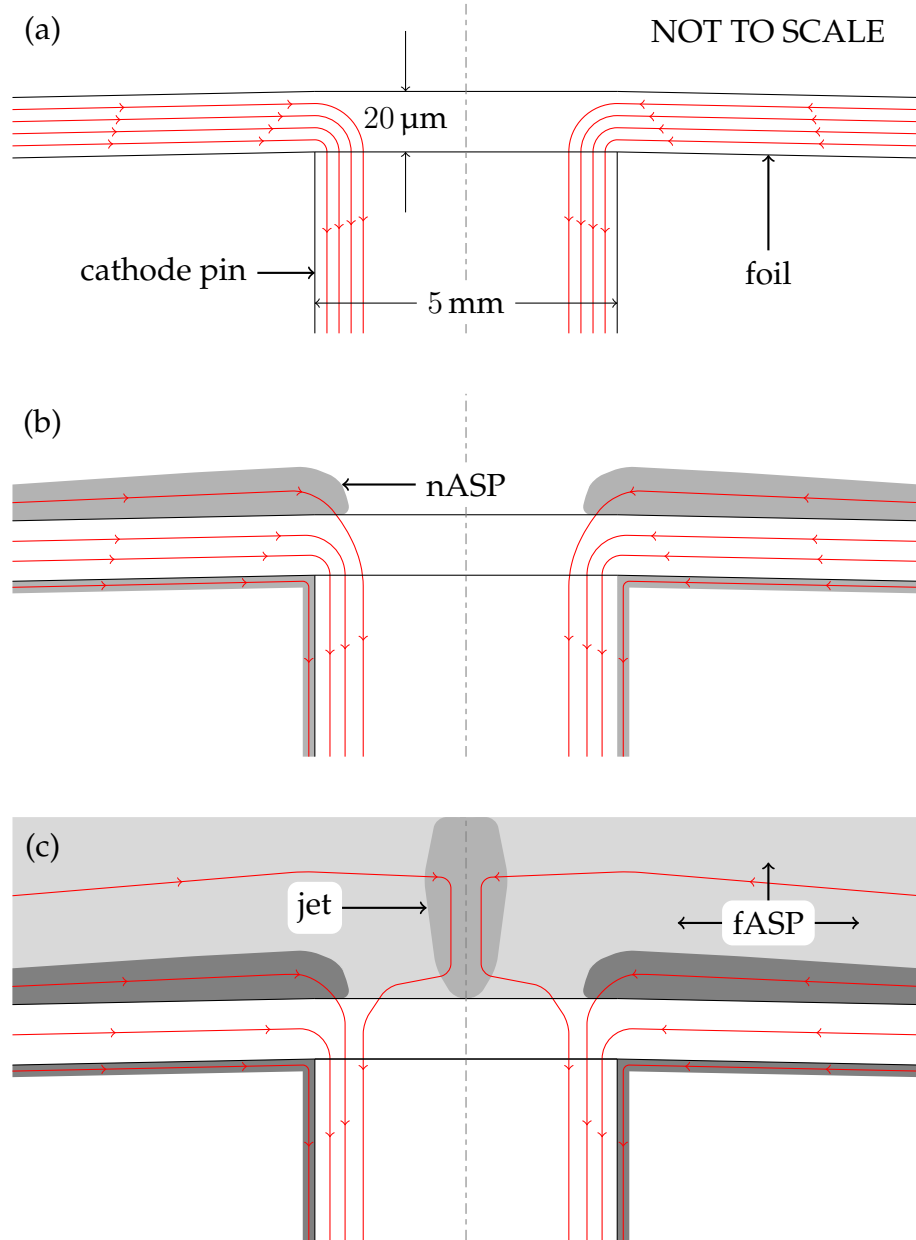 (a)
NOT TO SCALE
20 µm
cathode pin
foil
5 mm
(b)
nASP
(c)
jet
fASP